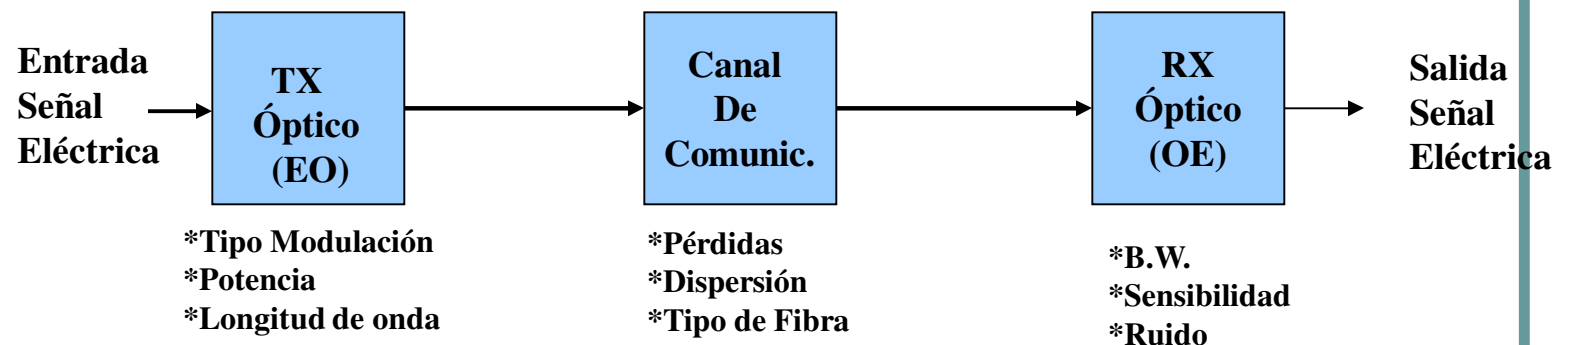 Entrada
Señal
Eléctrica
TX
Óptico
(EO)
*Tipo Modulación
*Potencia
*Longitud de onda
Canal
De
Comunic.
*Pérdidas
*Dispersión
*Tipo de Fibra
RX
Óptico
(OE)
*B.W.
*Sensibilidad
*Ruido
Salida
Señal
Eléctrica